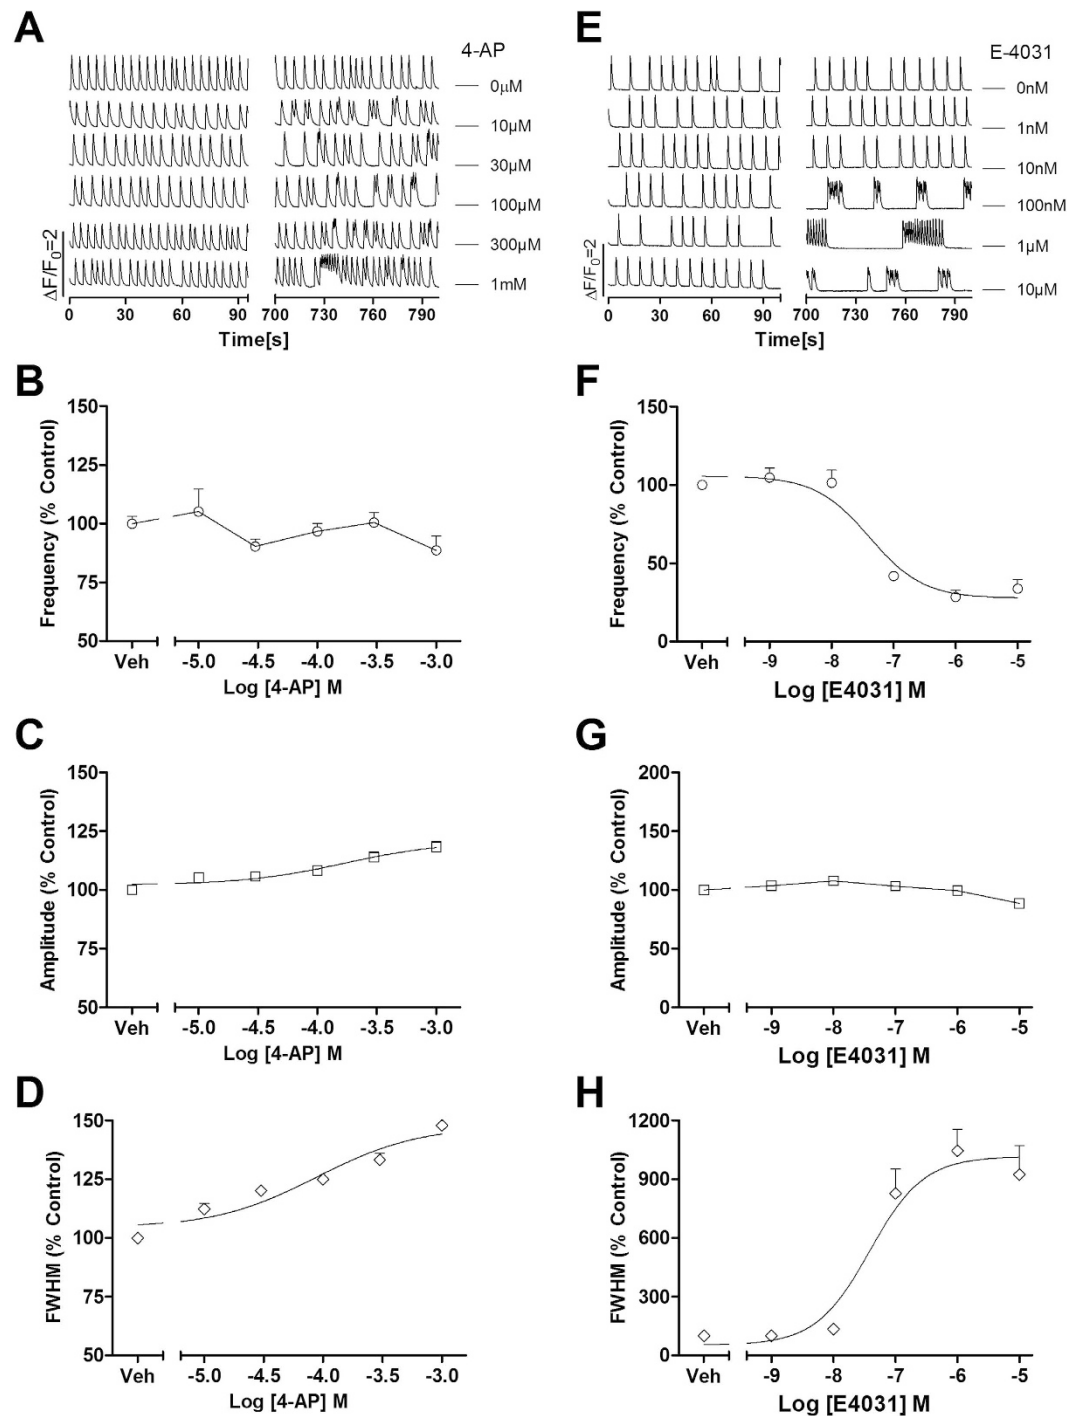 A
4-AP
0µM
10µM
30µM
100µM
300µM
1mM
ΔF/F0=2
0 30 60 90 700 730 760 790
Time[s]
E
E-4031
0nM
1nM
10nM
100nM
1µM
10µM
ΔF/F0=2
0 30 60 90 700 730 760 790
Time[s]
B
Frequency (% Control)
150
125
100
75
50
Veh -5.0 -4.5 -4.0 -3.5 -3.0
Log [4-AP] M
F
Frequency (% Control)
150
100
50
0
Veh -9 -8 -7 -6 -5
Log [E4031] M
C
Amplitude (% Control)
150
125
100
75
50
Veh -5.0 -4.5 -4.0 -3.5 -3.0
Log [4-AP] M
G
Amplitude (% Control)
200
150
100
50
0
Veh -9 -8 -7 -6 -5
Log [E4031] M
D
FWHM (% Control)
150
125
100
75
50
Veh -5.0 -4.5 -4.0 -3.5 -3.0
Log [4-AP] M
H
FWHM (% Control)
1200
900
600
300
0
Veh -9 -8 -7 -6 -5
Log [E4031] M